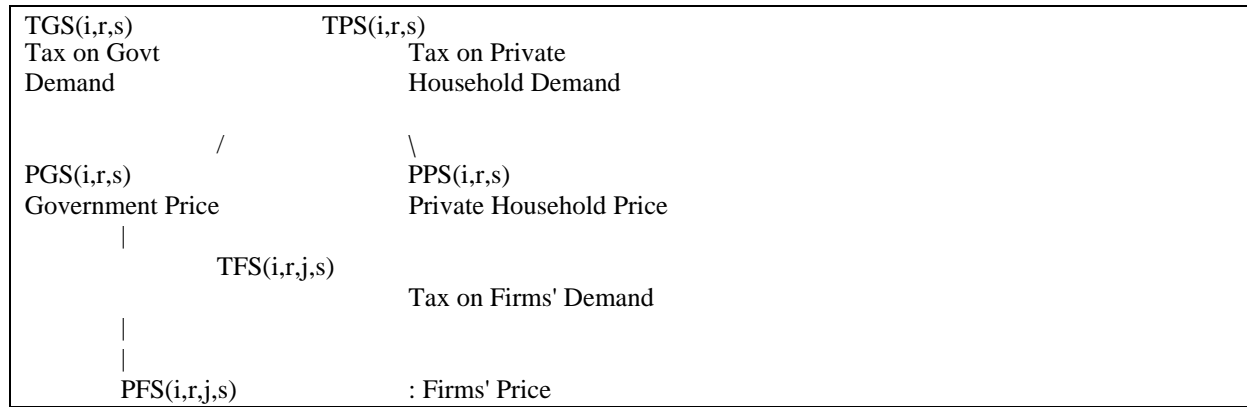 TGS(i,r,s) TPS(i,r,s)
Tax on Govt Tax on Private
Demand Household Demand
/ \
PGS(i,r,s) PPS(i,r,s)
Government Price Private Household Price
|
TFS(i,r,j,s)
Tax on Firms' Demand
|
|
PFS(i,r,j,s) : Firms' Price